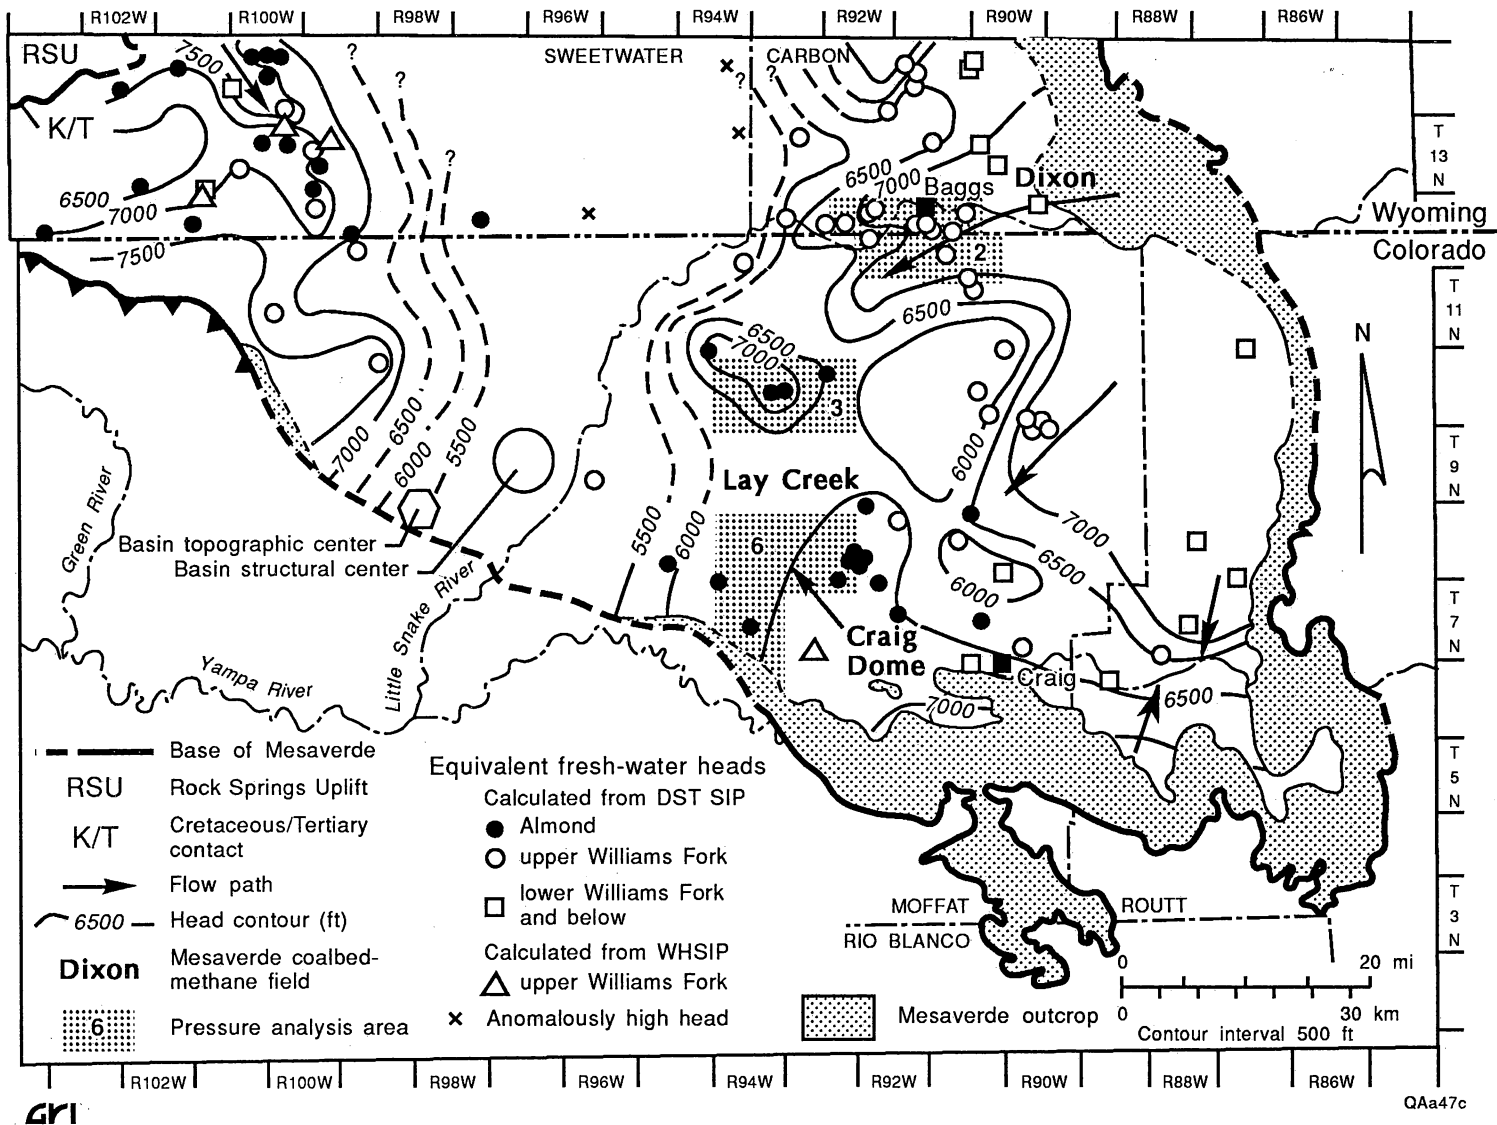 R102W R100W R98W R96W R94W R92W R90W R88W R86W
RSU
7500
?
?
SWEETWATER
CARBON
?
?
K/T
?
T
13
N
6500
7000
6500
7000
Baggs
Dixon
Wyoming
Colorado
7500
2
T
11
N
6500
6500
7000
N
3
7000
6500
6000
5500
6000
T
9
N
Lay Creek
Green River
5500
6000
7000
6
Basin topographic center
Basin structural center
6500
6000
Little Snake River
T
7
N
Craig
Dome
Yampa River
Craig
7000
6500
Base of Mesaverde
RSU Rock Springs Uplift
K/T Cretaceous/Tertiary
contact
Flow path
6500 Head contour (ft)
Dixon Mesaverde coalbed-
methane field
6 Pressure analysis area
Equivalent fresh-water heads
Calculated from DST SIP
Almond
upper Williams Fork
lower Williams Fork
and below
Calculated from WHSIP
upper Williams Fork
Anomalously high head
T
5
N
T
3
N
MOFFAT
ROUTT
RIO BLANCO
0 20 mi
0 30 km
Contour interval 500 ft
Mesaverde outcrop
R102W R100W R98W R96W R94W R92W R90W R88W R86W
QAa47c